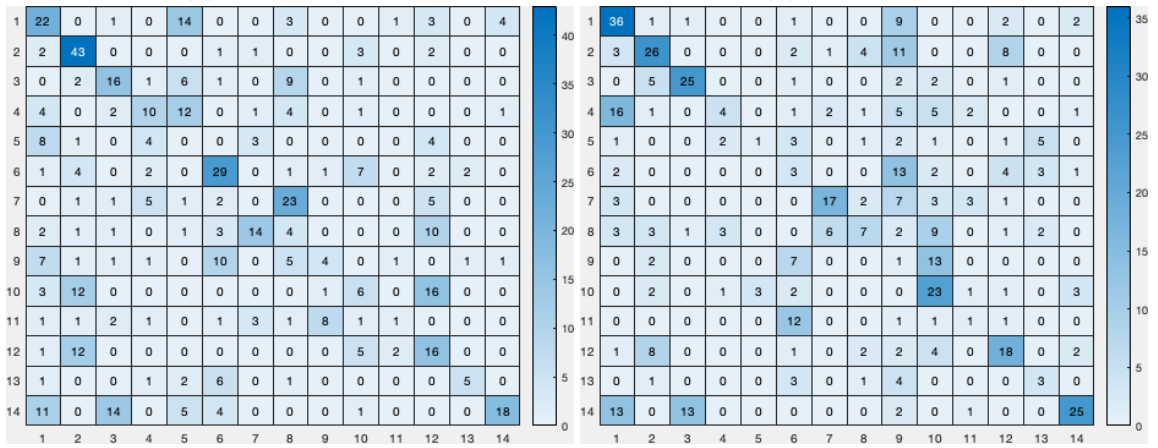 1 22 0 1 0 14 0 0 3 0 0 1 3 0 4
2 2 43 0 0 0 1 1 0 0 3 0 2 0 0
3 0 2 16 1 6 1 0 9 0 1 0 0 0 0
4 4 0 2 10 12 0 1 4 0 1 0 0 0 1
5 8 1 0 4 0 0 3 0 0 0 0 4 0 0
6 1 4 0 2 0 29 0 1 1 7 0 2 2 0
7 0 1 1 5 1 2 0 23 0 0 0 5 0 0
8 2 1 1 0 1 3 14 4 0 0 0 10 0 0
9 7 1 1 1 0 10 0 5 4 0 1 0 1 1
10 3 12 0 0 0 0 0 0 1 6 0 16 0 0
11 1 1 2 1 0 1 3 1 8 1 1 0 0 0
12 1 12 0 0 0 0 0 0 0 5 2 16 0 0
13 1 0 0 1 2 6 0 1 0 0 0 0 5 0
14 11 0 14 0 5 4 0 0 0 1 0 0 0 18
1 2 3 4 5 6 7 8 9 10 11 12 13 14
40
35
30
25
20
15
10
5
0
1 36 1 1 0 0 1 0 0 9 0 0 2 0 2
2 3 26 0 0 0 2 1 4 11 0 0 8 0 0
3 0 5 25 0 0 1 0 0 2 2 0 1 0 0
4 16 1 0 4 0 1 2 1 5 5 2 0 0 1
5 1 0 0 2 1 3 0 1 2 1 0 1 5 0
6 2 0 0 0 0 3 0 0 13 2 0 4 3 1
7 3 0 0 0 0 0 17 2 7 3 3 1 0 0
8 3 3 1 3 0 0 6 7 2 9 0 1 2 0
9 0 2 0 0 0 7 0 0 1 13 0 0 0 0
10 0 2 0 1 3 2 0 0 0 23 1 1 0 3
11 0 0 0 0 0 12 0 0 1 1 1 1 0 0
12 1 8 0 0 0 1 0 2 2 4 0 18 0 2
13 0 1 0 0 0 3 0 1 4 0 0 0 3 0
14 13 0 13 0 0 0 0 0 2 0 1 0 0 25
1 2 3 4 5 6 7 8 9 10 11 12 13 14
35
30
25
20
15
10
5
0